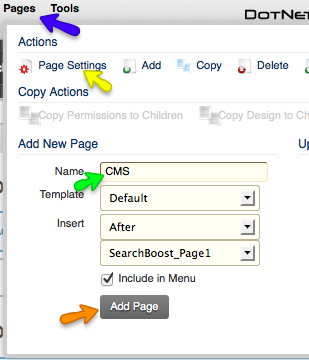 Pages Tools DotNet
Actions
Page Settings Add Copy Delete
Copy Actions
Copy Permissions to Children Copy Design to Ch
Add New Page Up
Name CMS
Template Default
Insert After
SearchBoost_Page1
Include in Menu
Add Page